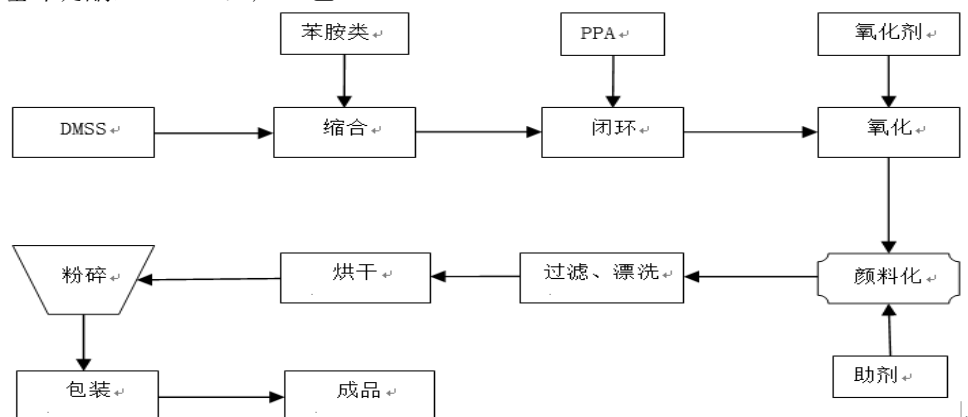 苯胺类
PPA
氧化剂
DMSS
缩合
闭环
氧化
粉碎
烘干
过滤、漂洗
颜料化
助剂
包装
成品